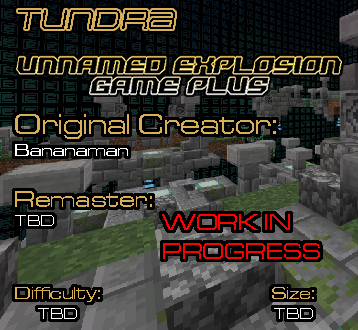 TUNDRA
UNNAMED EXPLOSION
GAME PLUS
Original Creator:
Bananaman
Remaster:
TBD
WORK IN
PROGRESS
Difficulty:
TBD
Size:
TBD